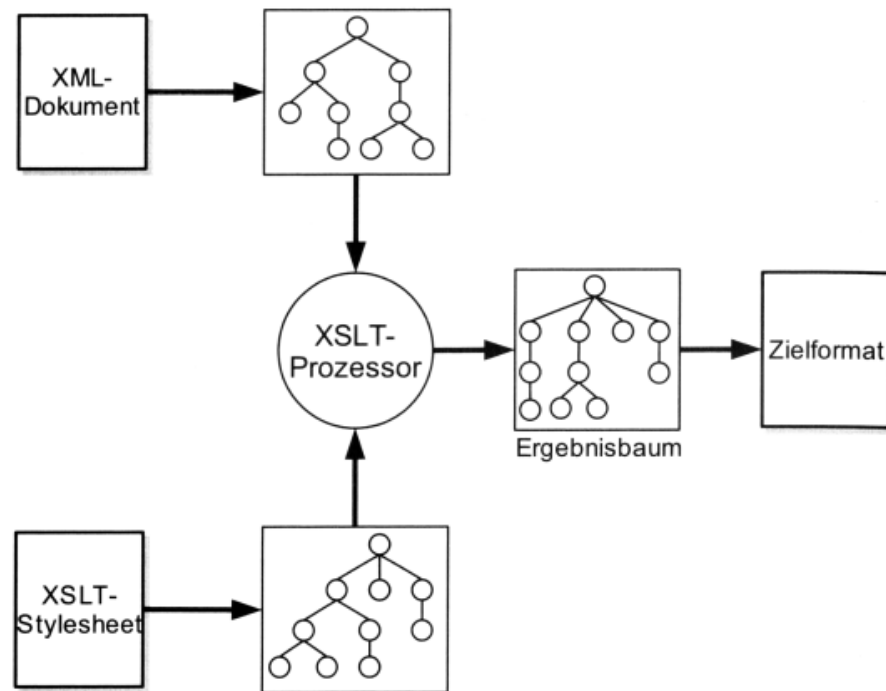 XML-
Dokument
XSLT-
Prozessor
Zielformat
Ergebnisbaum
XSLT-
Stylesheet